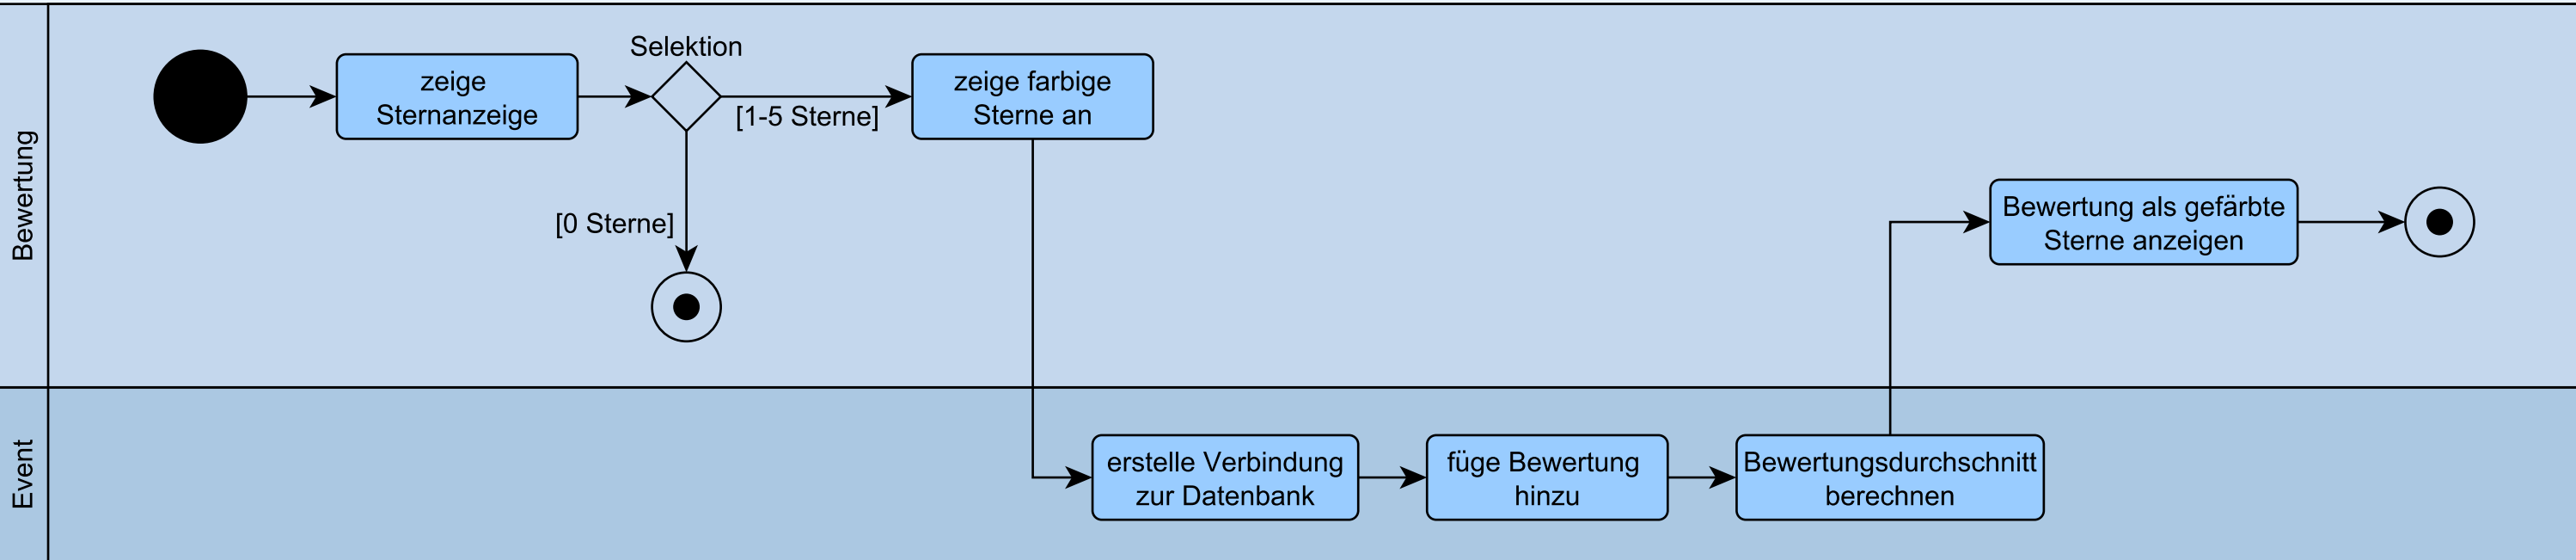 Bewertung
Selektion
zeige
Sternanzeige
[1-5 Sterne]
zeige farbige
Sterne an
[0 Sterne]
Bewertung als gefärbte
Sterne anzeigen
Event
erstelle Verbindung
zur Datenbank
füge Bewertung
hinzu
Bewertungsdurchschnitt
berechnen